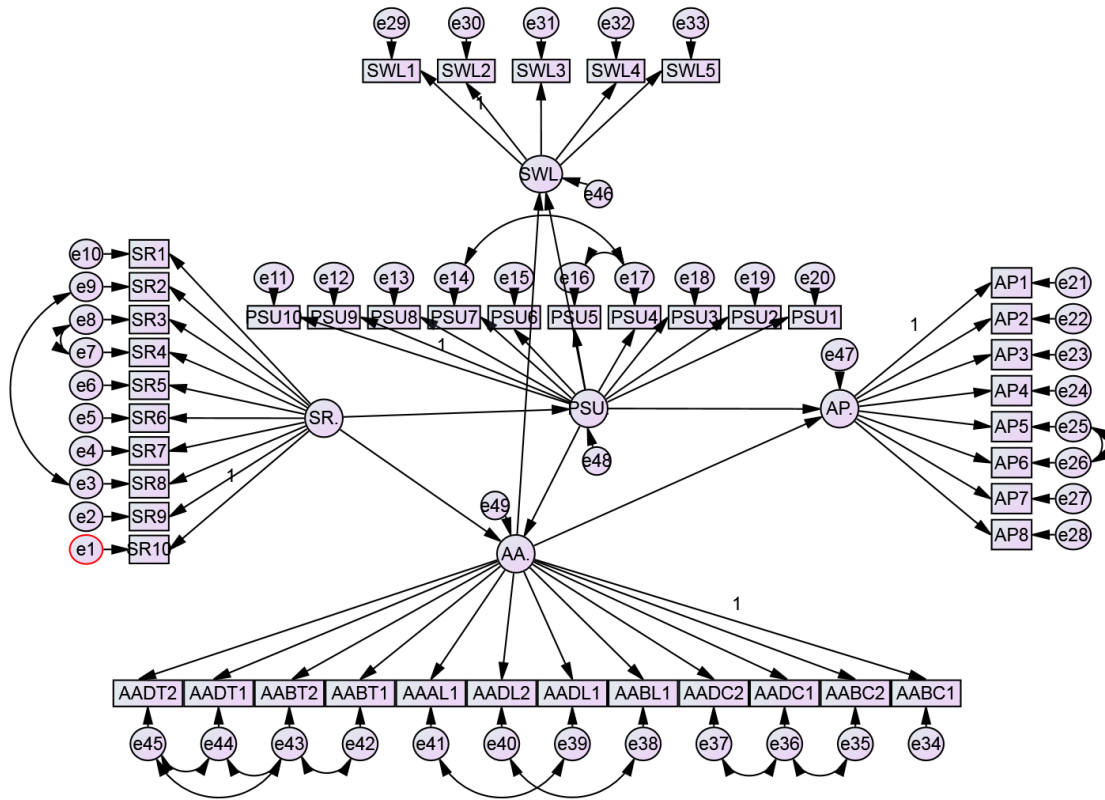 e29 e30 e31 e32 e33
SWL1 SWL2 SWL3 SWL4 SWL5
1
SWL
e46
e10 SR1
e9 SR2
e8 SR3
e7 SR4
e6 SR5
e5 SR6
e4 SR7
e3 SR8
e2 SR9
e1 SR10
1
SR.
e11 e12 e13 e14 e15 e16 e17 e18 e19 e20
PSU10 PSU9 PSU8 PSU7 PSU6 PSU5 PSU4 PSU3 PSU2 PSU1
1
PSU
e48
e47
AP.
1
AP1 e21
AP2 e22
AP3 e23
AP4 e24
AP5 e25
AP6 e26
AP7 e27
AP8 e28
e49
AA.
1
AADT2 AADT1 AABT2 AABT1 AAAL1 AADL2 AADL1 AABL1 AADC2 AADC1 AABC2 AABC1
e45 e44 e43 e42 e41 e40 e39 e38 e37 e36 e35 e34